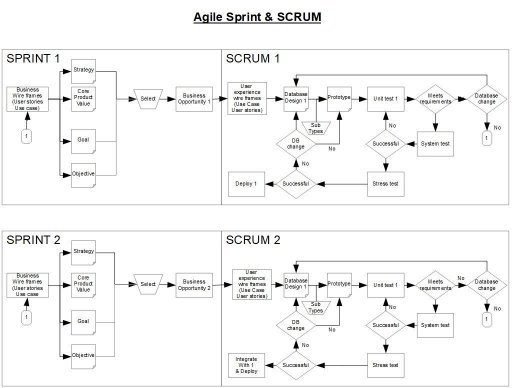 Agile Sprint & SCRUM
SPRINT 1
Business
Wire frames
(User stories
Use case)
1
Strategy
Core
Product
Value
Goal
Objective
Select
Business
Opportunity 1
SCRUM 1
User
experience
wire frames
(Use Case
User stories)
Database
Design 1
Prototype
Sub
Types
Unit test 1
Meets
requirements
Database
change
No
1
DB
change
No
No
Successful
System test
No
Deploy 1
Successful
Stress test
SPRINT 2
Business
Wire frames
(User stories
Use case
1
Strategy
Core
Product
Value
Goal
Objective
Select
Business
Opportunity 2
SCRUM 2
User
experience
wire frames
(Use Case
User stories)
Database
Design 1
Prototype
Sub
Types
Unit test 1
Meets
requirements
No
Database
change
No
1
DB
change
No
No
Successful
System test
No
Integrate
With 1
& Deploy
Successful
Stress test